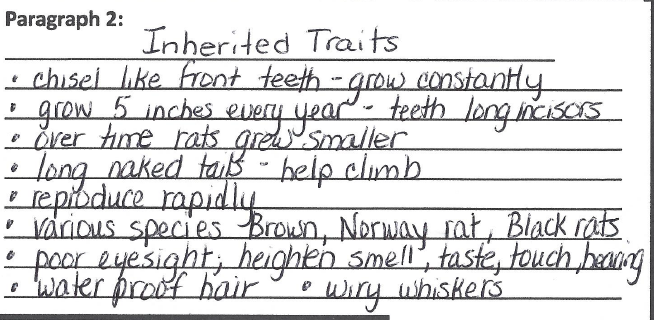 Paragraph 2:
Inherited Traits
• chisel like front teeth - grow constantly
• grow 5 inches every year - teeth long incisors
• over time rats grew smaller
• long naked tails - help climb
• reproduce rapidly
• various species Brown, Norway rat, Black rats
• poor eyesight; heighten smell, taste, touch, hearing
• water proof hair • wiry whiskers